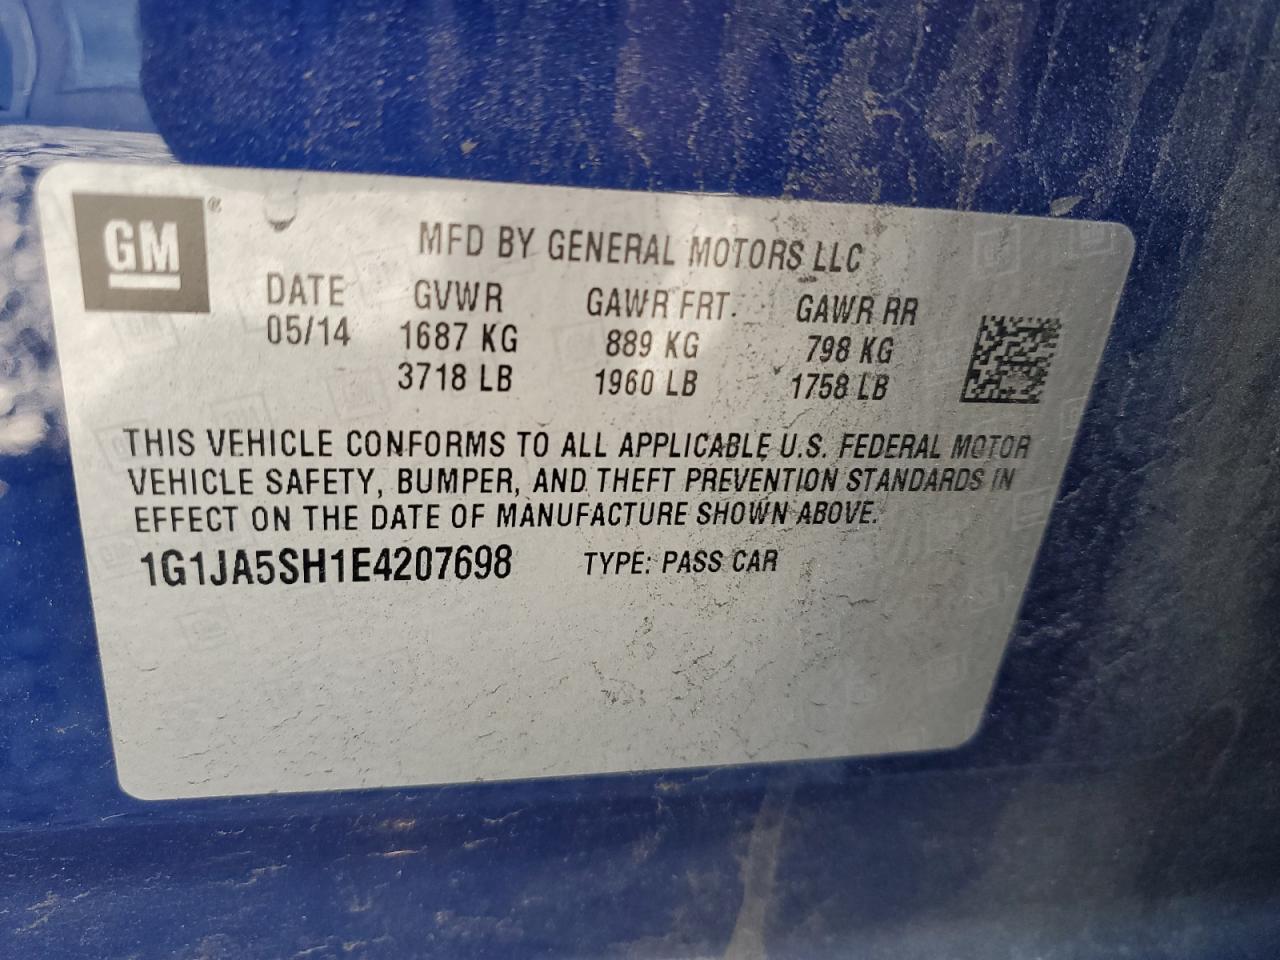 GM®
MFD BY GENERAL MOTORS LLC
DATE GVWR GAWR FRT. GAWR RR
05/14 1687 KG 889 KG 798 KG
3718 LB 1960 LB 1758 LB
THIS VEHICLE CONFORMS TO ALL APPLICABLE U.S. FEDERAL MOTOR
VEHICLE SAFETY, BUMPER, AND THEFT PREVENTION STANDARDS IN
EFFECT ON THE DATE OF MANUFACTURE SHOWN ABOVE.
1G1JA5SH1E4207698 TYPE: PASS CAR